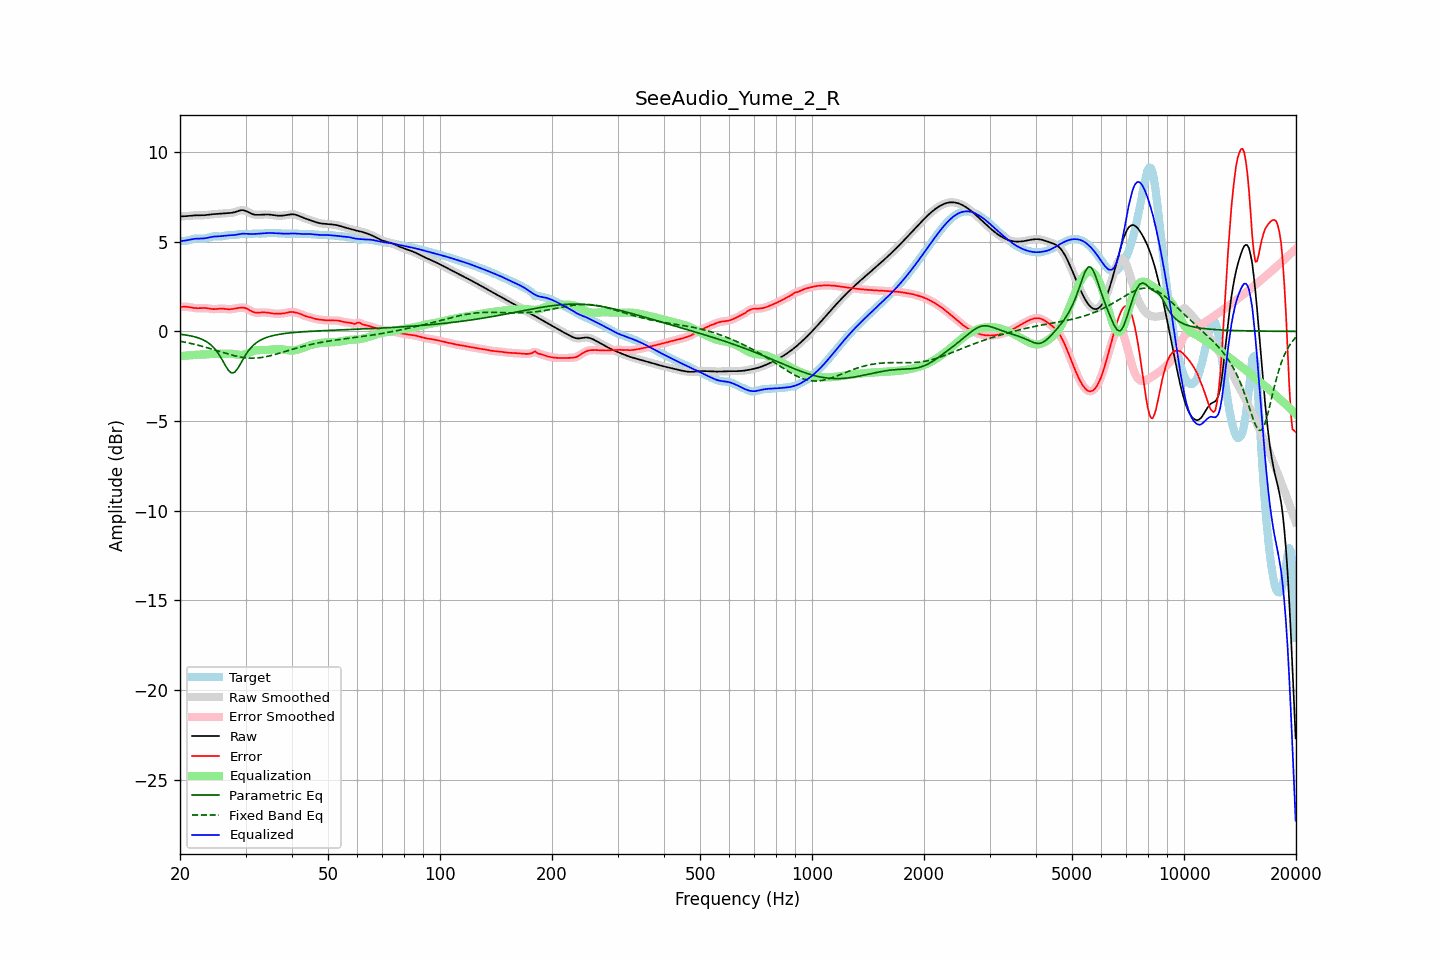 SeeAudio_Yume_2_R
Amplitude (dBr)
10
5
0
−5
−10
−15
−20
−25
Target
Raw Smoothed
Error Smoothed
Raw
Error
Equalization
Parametric Eq
Fixed Band Eq
Equalized
20 50 100 200 500 1000 2000 5000 10000 20000
Frequency (Hz)